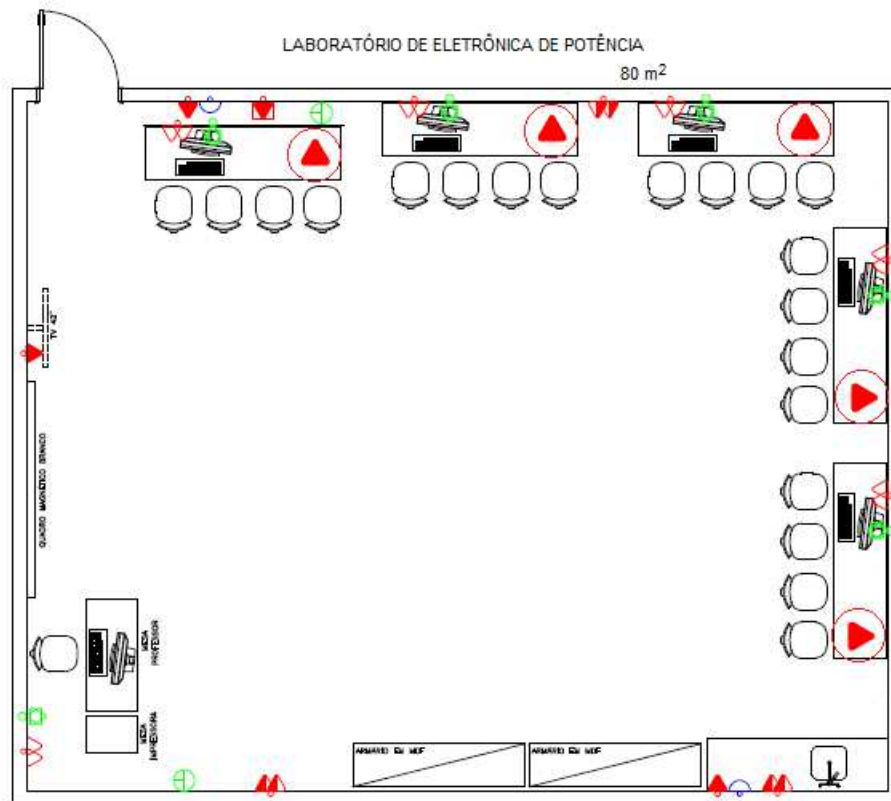 LABORATÓRIO DE ELETRÔNICA DE POTÊNCIA
80 m²
TV 42"
QUADRO MAGNÉTICO BRANCO
MESA
PROFESSOR
MESA
IMPRESSORA
ARMÁRIO EM MDF
ARMÁRIO EM MDF